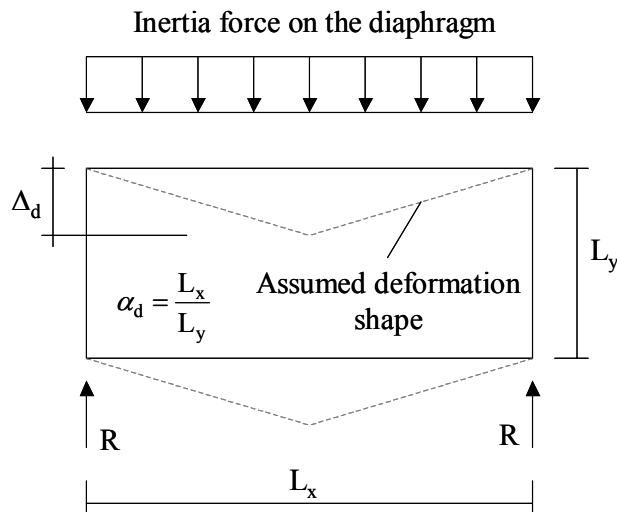 Inertia force on the diaphragm
Δd
Ly
αd = Lx / Ly
Assumed deformation
shape
R
R
Lx